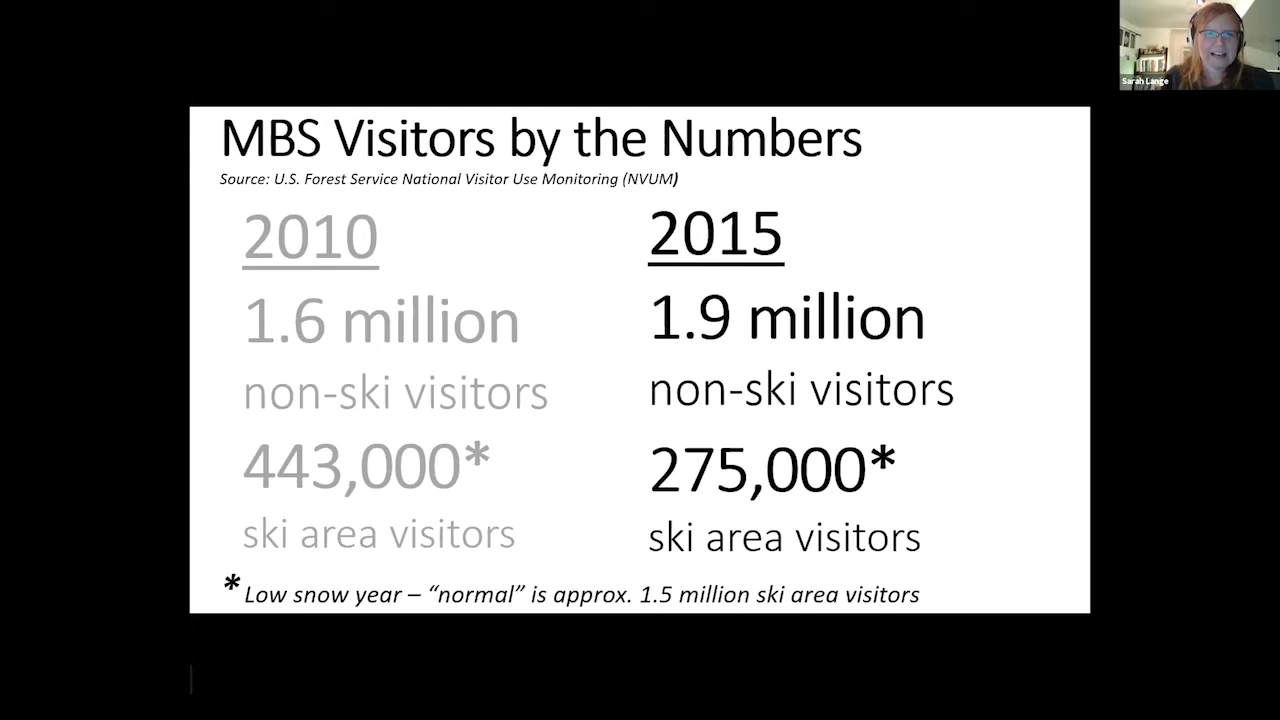 MBS Visitors by the Numbers
Source: U.S. Forest Service National Visitor Use Monitoring (NVUM)
2010
1.6 million
non-ski visitors
443,000*
ski area visitors
2015
1.9 million
non-ski visitors
275,000*
ski area visitors
* Low snow year – “normal” is approx. 1.5 million ski area visitors
Sarah Lange